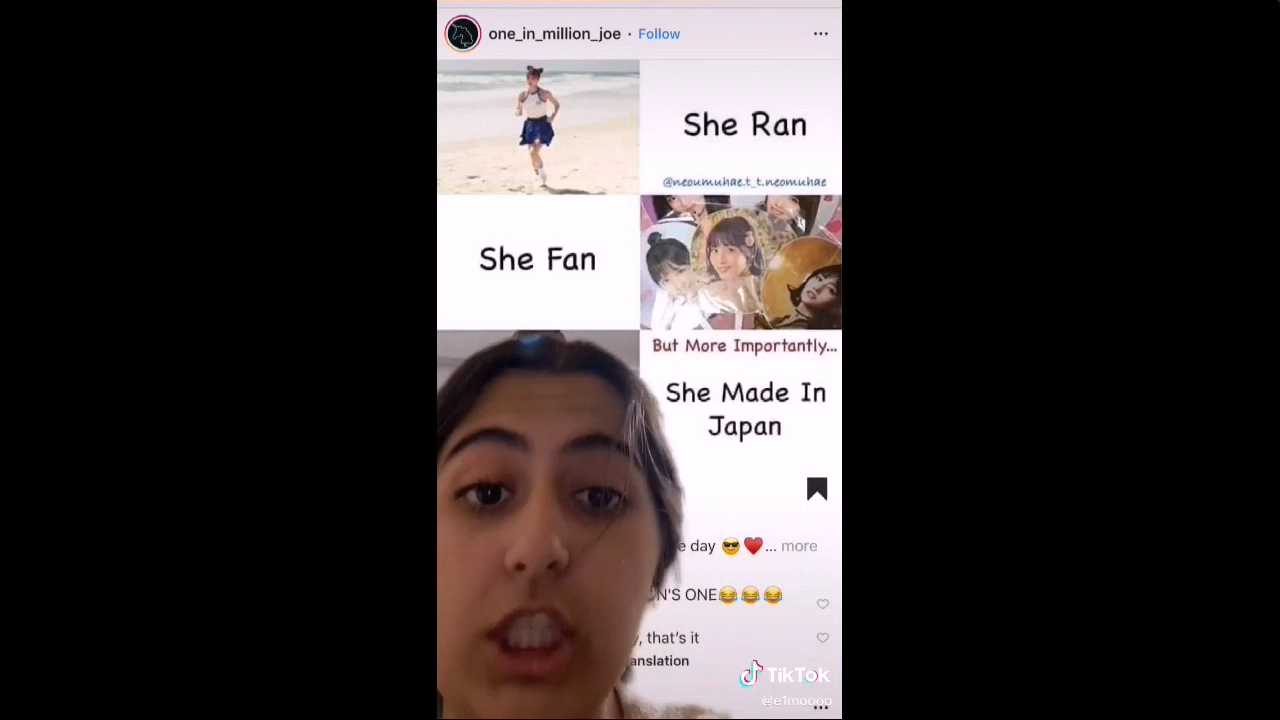 one_in_million_joe · Follow
She Ran
@neoumuhae.t_t.neomuhae
She Fan
But More Importantly...
She Made In
Japan
e day 😎♥️... more
N'S ONE😂😂😂
, that's it
anslation
TikTok
@e1moooo